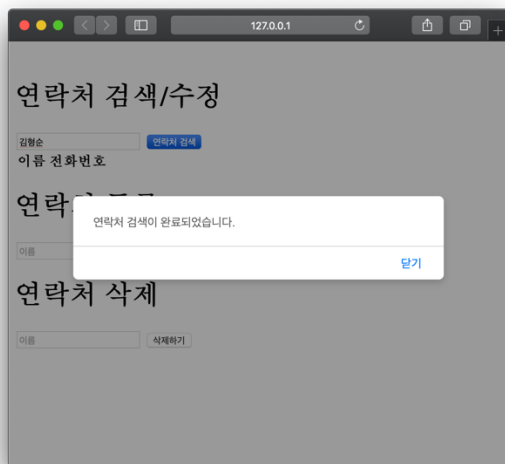 127.0.0.1
연락처 검색/수정
김형순 연락처 검색
이름 전화번호
연락
연락처 검색이 완료되었습니다.
이름
닫기
연락처 삭제
이름 삭제하기